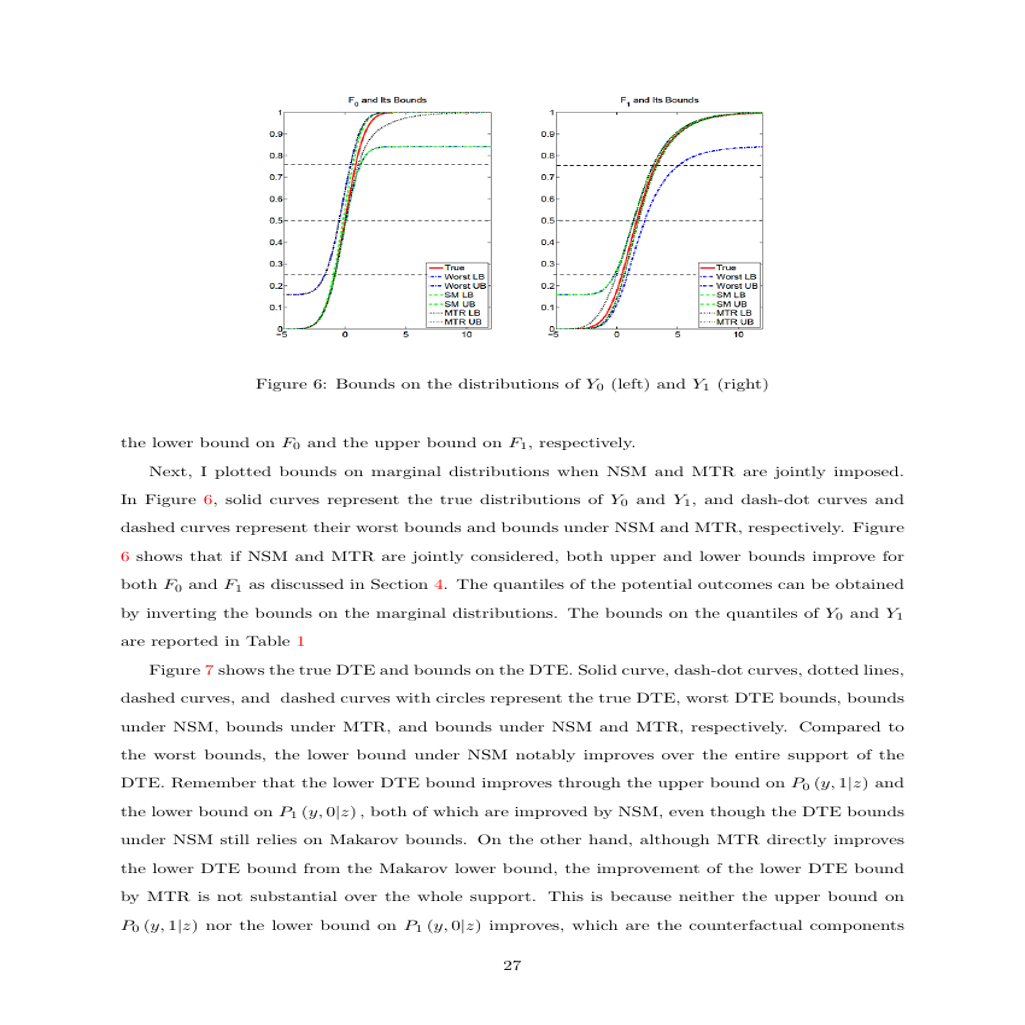 F0 and Its Bounds
F1 and Its Bounds
1
0.9
0.8
0.7
0.6
0.5
0.4
0.3
0.2
0.1
0
-5
0
5
10
True
Worst LB
Worst UB
SM LB
SM UB
MTR LB
MTR UB
1
0.9
0.8
0.7
0.6
0.5
0.4
0.3
0.2
0.1
0
-5
0
5
10
True
Worst LB
Worst UB
SM LB
SM UB
MTR LB
MTR UB
Figure 6: Bounds on the distributions of Y0 (left) and Y1 (right)
the lower bound on F0 and the upper bound on F1, respectively.
Next, I plotted bounds on marginal distributions when NSM and MTR are jointly imposed.
In Figure 6, solid curves represent the true distributions of Y0 and Y1, and dash-dot curves and
dashed curves represent their worst bounds and bounds under NSM and MTR, respectively. Figure
6 shows that if NSM and MTR are jointly considered, both upper and lower bounds improve for
both F0 and F1 as discussed in Section 4. The quantiles of the potential outcomes can be obtained
by inverting the bounds on the marginal distributions. The bounds on the quantiles of Y0 and Y1
are reported in Table 1
Figure 7 shows the true DTE and bounds on the DTE. Solid curve, dash-dot curves, dotted lines,
dashed curves, and dashed curves with circles represent the true DTE, worst DTE bounds, bounds
under NSM, bounds under MTR, and bounds under NSM and MTR, respectively. Compared to
the worst bounds, the lower bound under NSM notably improves over the entire support of the
DTE. Remember that the lower DTE bound improves through the upper bound on P0 (y, 1|z) and
the lower bound on P1 (y, 0|z) , both of which are improved by NSM, even though the DTE bounds
under NSM still relies on Makarov bounds. On the other hand, although MTR directly improves
the lower DTE bound from the Makarov lower bound, the improvement of the lower DTE bound
by MTR is not substantial over the whole support. This is because neither the upper bound on
P0 (y, 1|z) nor the lower bound on P1 (y, 0|z) improves, which are the counterfactual components
27